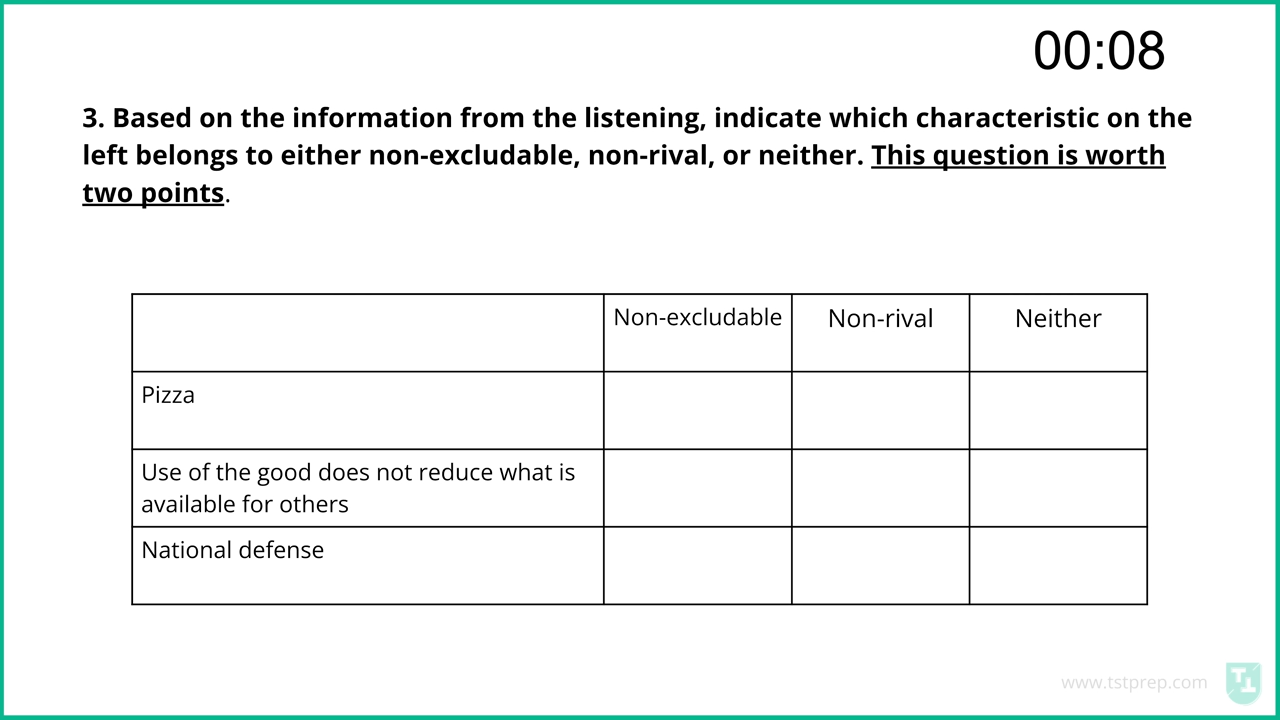 00:08
3. Based on the information from the listening, indicate which characteristic on the
left belongs to either non-excludable, non-rival, or neither. This question is worth
two points.
Non-excludable Non-rival Neither
Pizza
Use of the good does not reduce what is
available for others
National defense
www.tstprep.com